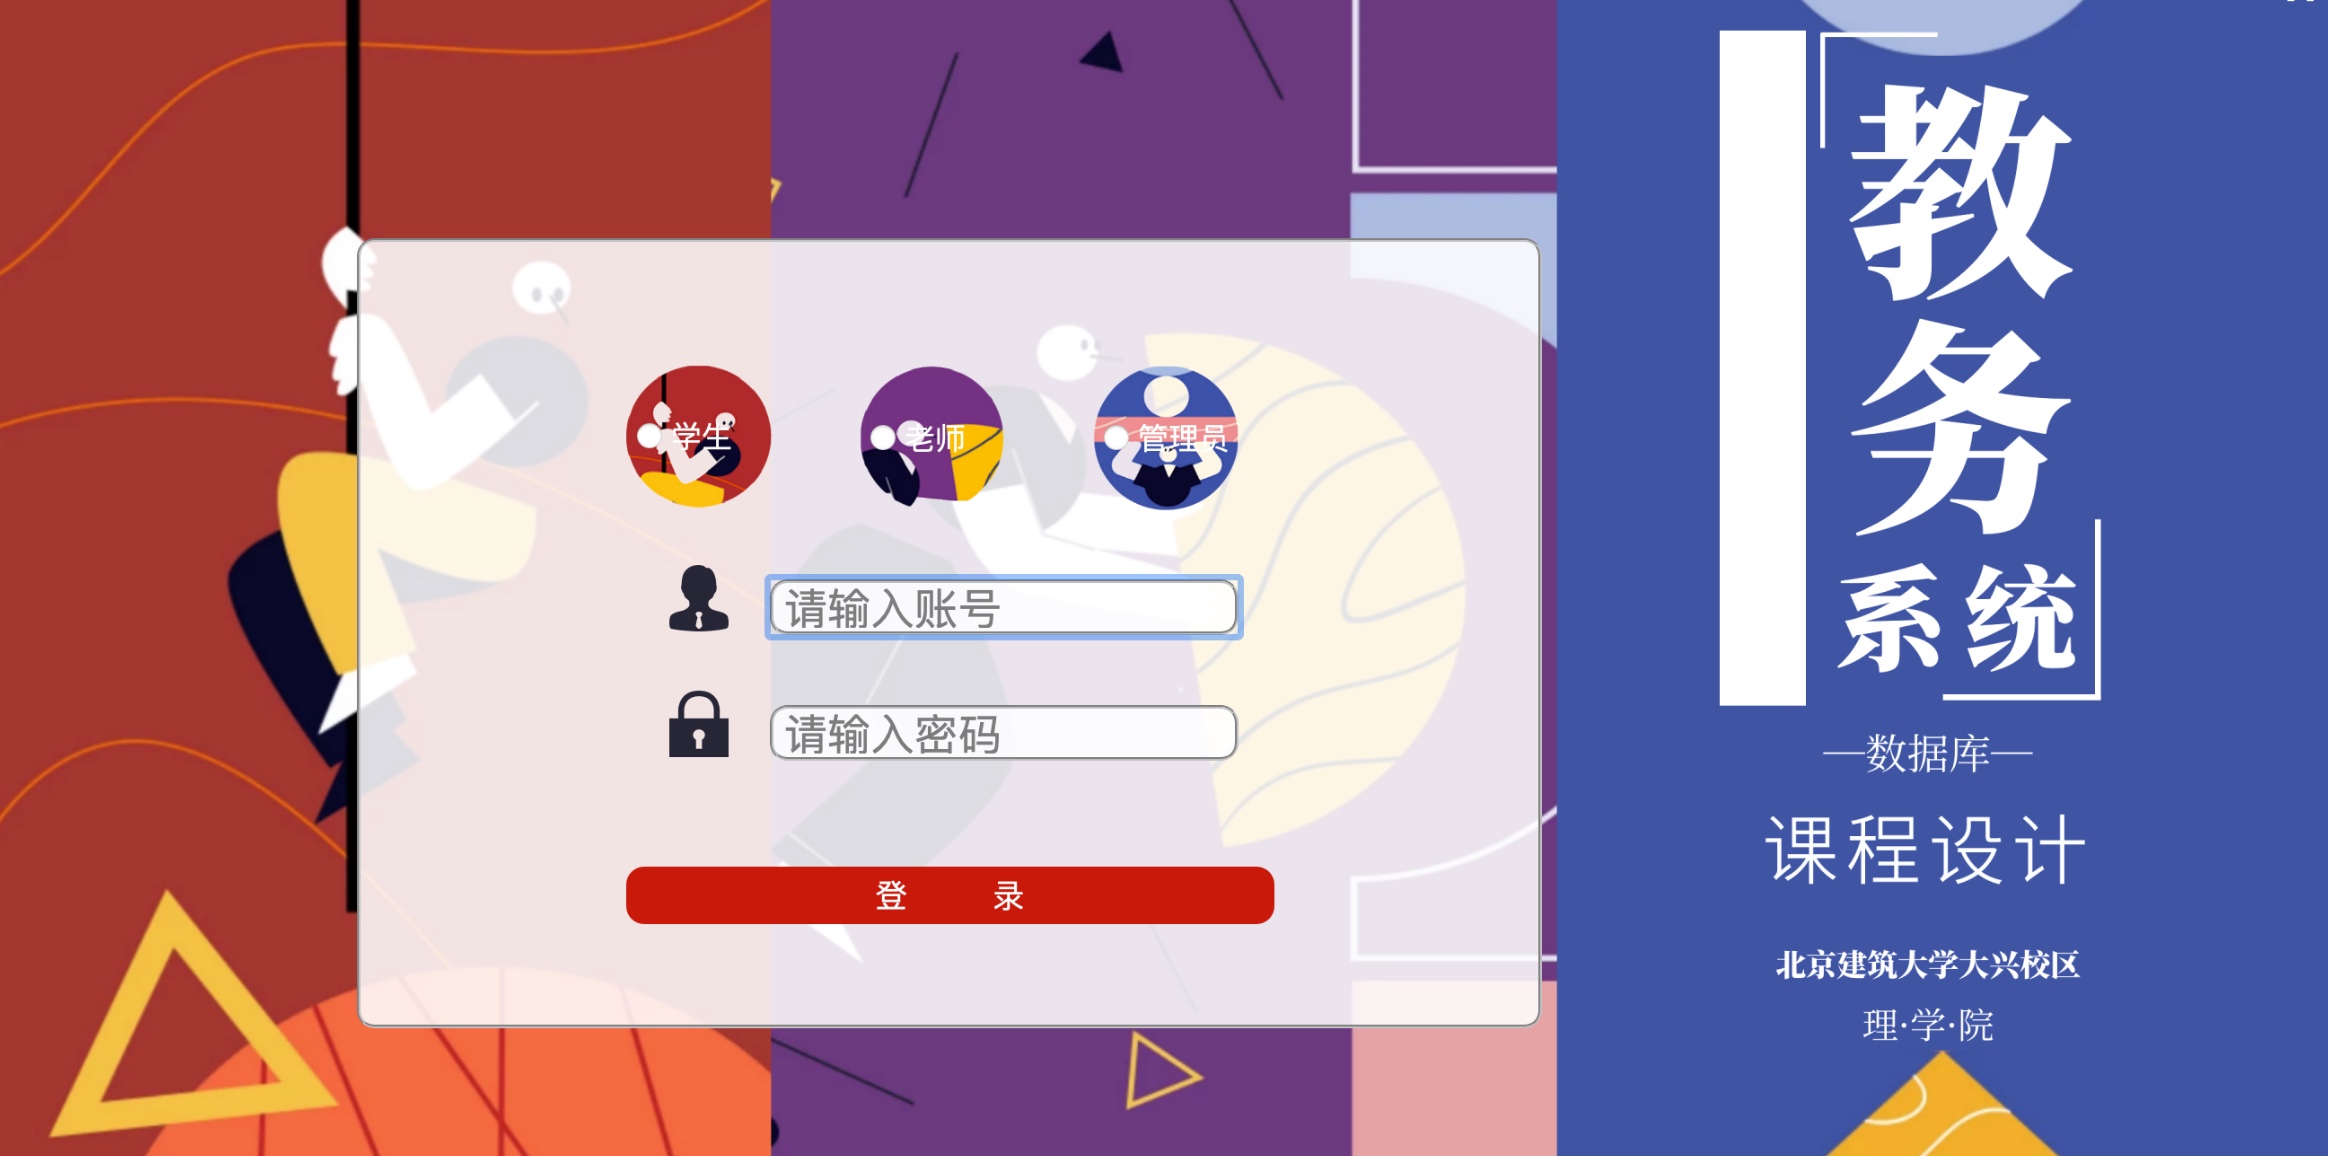 学生
老师
管理员
请输入账号
请输入密码
登 录
教
务
系统
—数据库—
课程设计
北京建筑大学大兴校区
理·学·院